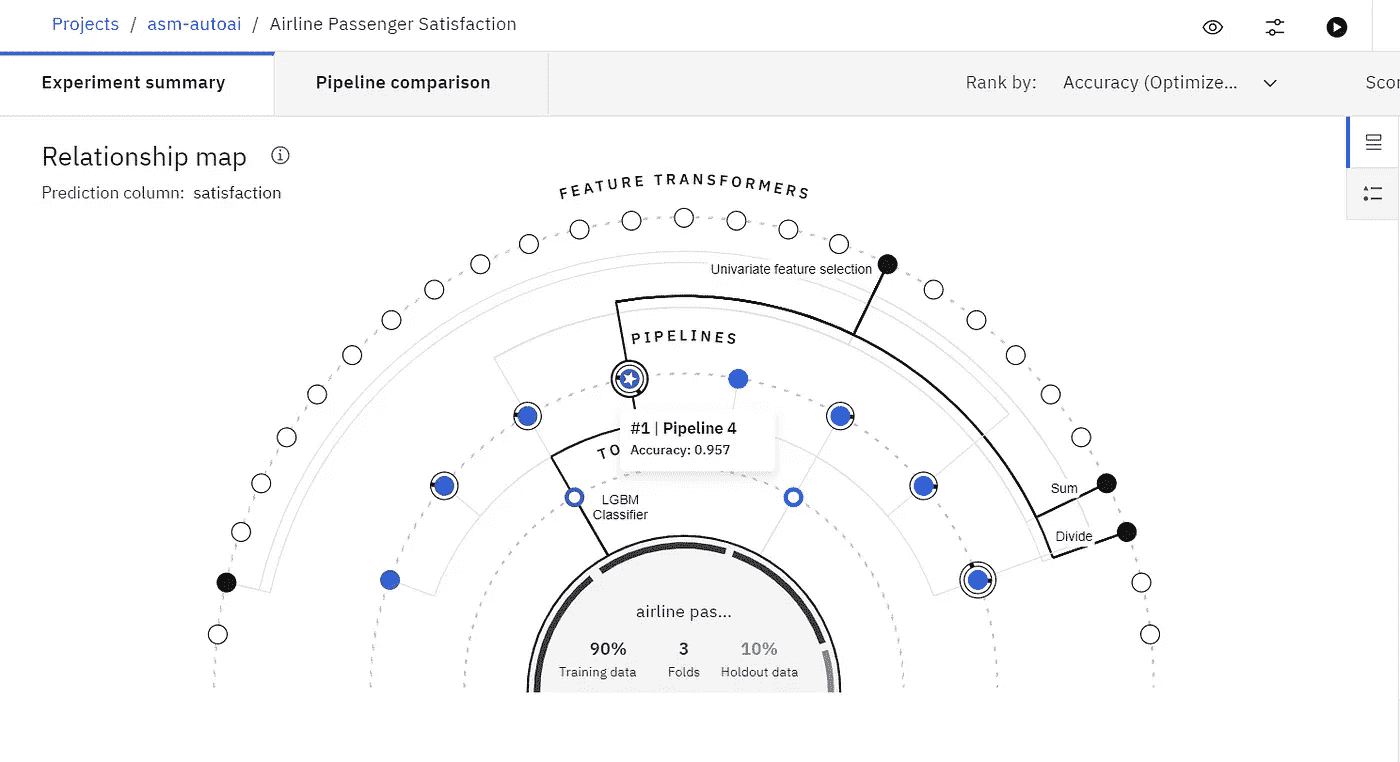 Projects / asm-autoai / Airline Passenger Satisfaction
Experiment summary
Pipeline comparison
Rank by: Accuracy (Optimize...
Scor
Relationship map
Prediction column: satisfaction
FEATURE TRANSFORMERS
Univariate feature selection
PIPELINES
#1 | Pipeline 4
Accuracy: 0.957
TO
LGBM
Classifier
Sum
Divide
airline pas...
90% 3 10%
Training data Folds Holdout data